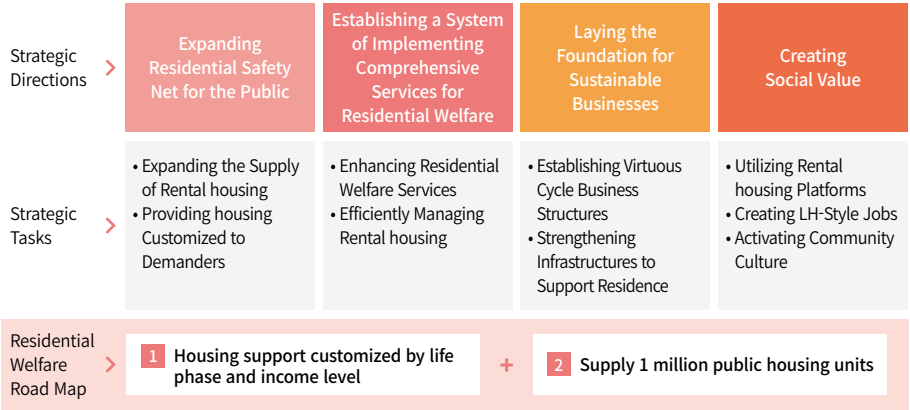 Strategic
Directions
Expanding
Residential Safety
Net for the Public
Establishing a System
of Implementing
Comprehensive
Services for
Residential Welfare
Laying the
Foundation for
Sustainable
Businesses
Creating
Social Value
Strategic
Tasks
• Expanding the Supply
of Rental housing
• Providing housing
Customized to
Demanders
• Enhancing Residential
Welfare Services
• Efficiently Managing
Rental housing
• Establishing Virtuous
Cycle Business
Structures
• Strengthening
Infrastructures to
Support Residence
• Utilizing Rental
housing Platforms
• Creating LH-Style Jobs
• Activating Community
Culture
Residential
Welfare
Road Map
1 Housing support customized by life
phase and income level
+
2 Supply 1 million public housing units